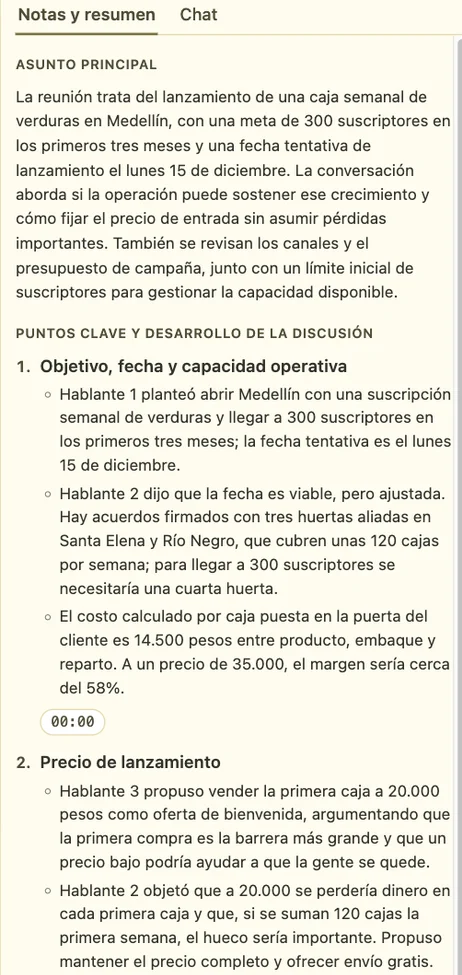 Notas y resumen Chat
ASUNTO PRINCIPAL
La reunión trata del lanzamiento de una caja semanal de
verduras en Medellín, con una meta de 300 suscriptores en
los primeros tres meses y una fecha tentativa de
lanzamiento el lunes 15 de diciembre. La conversación
aborda si la operación puede sostener ese crecimiento y
cómo fijar el precio de entrada sin asumir pérdidas
importantes. También se revisan los canales y el
presupuesto de campaña, junto con un límite inicial de
suscriptores para gestionar la capacidad disponible.
PUNTOS CLAVE Y DESARROLLO DE LA DISCUSIÓN
1. Objetivo, fecha y capacidad operativa
◦ Hablante 1 planteó abrir Medellín con una suscripción
semanal de verduras y llegar a 300 suscriptores en
los primeros tres meses; la fecha tentativa es el lunes
15 de diciembre.
◦ Hablante 2 dijo que la fecha es viable, pero ajustada.
Hay acuerdos firmados con tres huertas aliadas en
Santa Elena y Río Negro, que cubren unas 120 cajas
por semana; para llegar a 300 suscriptores se
necesitaría una cuarta huerta.
◦ El costo calculado por caja puesta en la puerta del
cliente es 14.500 pesos entre producto, embaque y
reparto. A un precio de 35.000, el margen sería cerca
del 58%.
00:00
2. Precio de lanzamiento
◦ Hablante 3 propuso vender la primera caja a 20.000
pesos como oferta de bienvenida, argumentando que
la primera compra es la barrera más grande y que un
precio bajo podría ayudar a que la gente se quede.
◦ Hablante 2 objetó que a 20.000 se perdería dinero en
cada primera caja y que, si se suman 120 cajas la
primera semana, el hueco sería importante. Propuso
mantener el precio completo y ofrecer envío gratis.